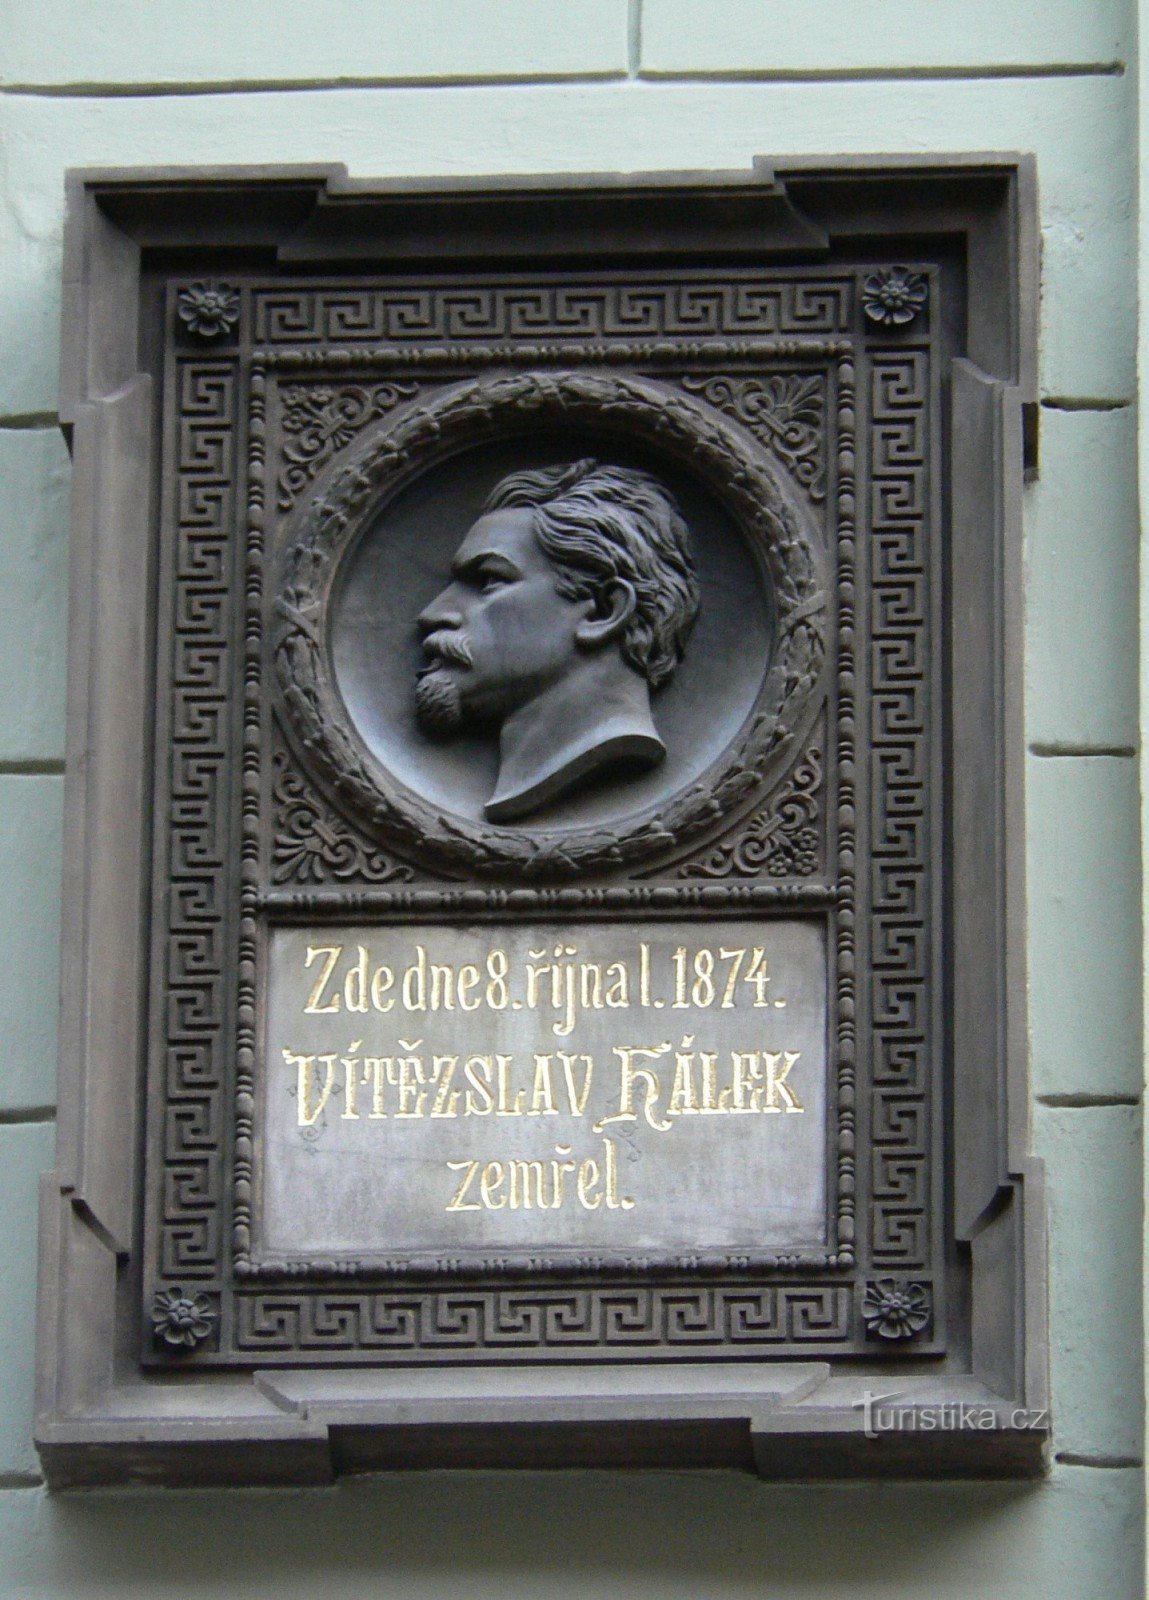 Zde dne 8. října l. 1874.
VÍTĚZSLAV HÁLEK
zemřel.
Turistika.cz